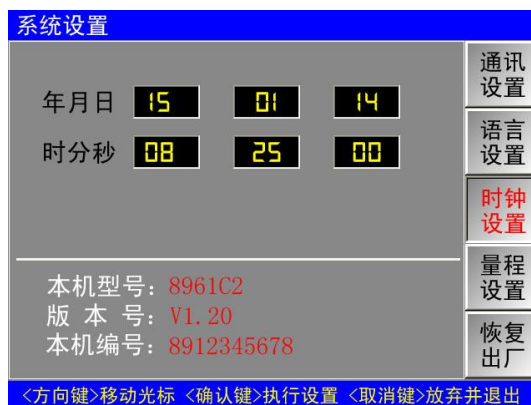 系统设置
年月日 15 01 14
时分秒 08 25 00
本机型号：8961C2
版 本 号：V1.20
本机编号：8912345678
通讯
设置
语言
设置
时钟
设置
量程
设置
恢复
出厂
<方向键>移动光标 <确认键>执行设置 <取消键>放弃并退出